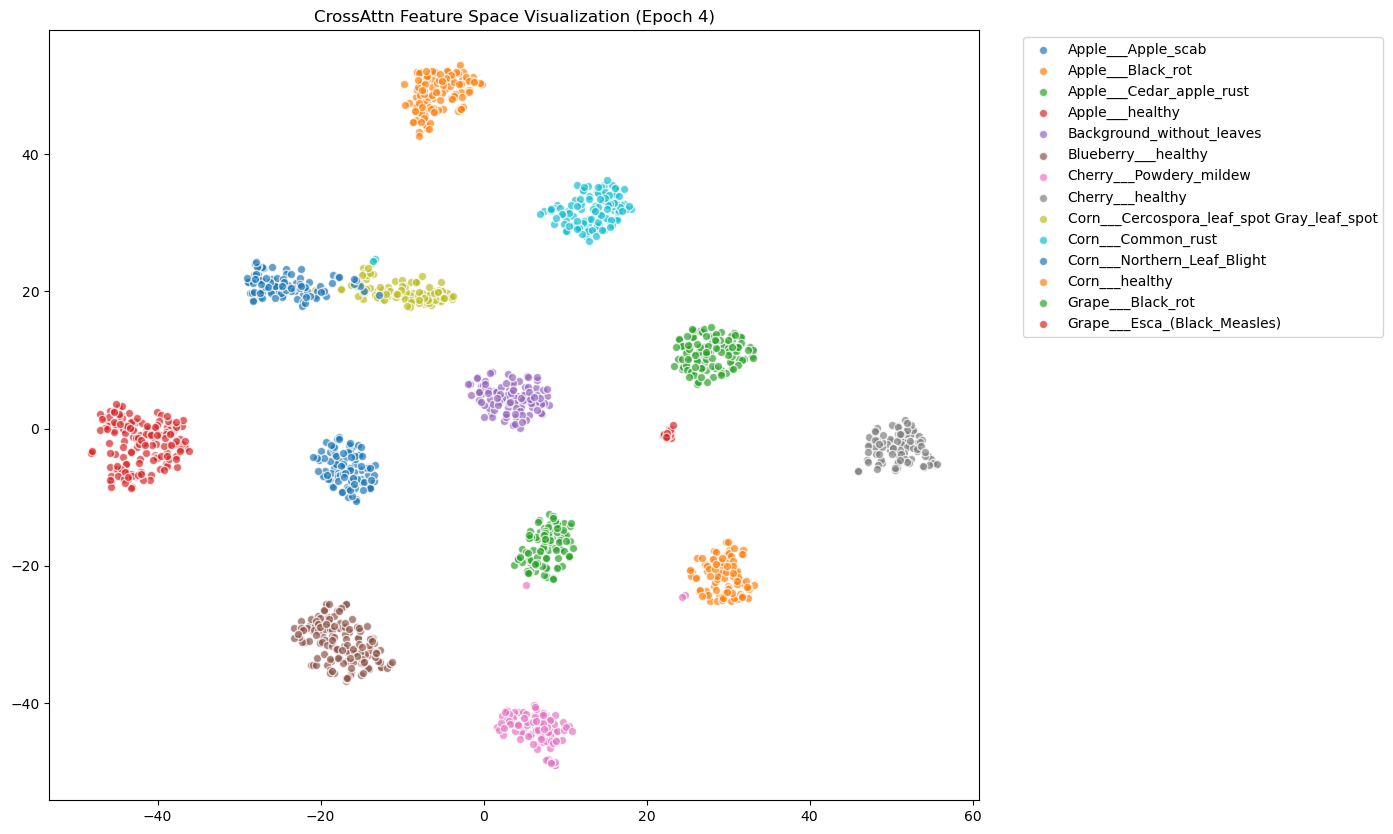 CrossAttn Feature Space Visualization (Epoch 4)
Apple___Apple_scab
Apple___Black_rot
Apple___Cedar_apple_rust
Apple___healthy
Background_without_leaves
Blueberry___healthy
Cherry___Powdery_mildew
Cherry___healthy
Corn___Cercospora_leaf_spot Gray_leaf_spot
Corn___Common_rust
Corn___Northern_Leaf_Blight
Corn___healthy
Grape___Black_rot
Grape___Esca_(Black_Measles)
40
20
0
−20
−40
−40
−20
0
20
40
60